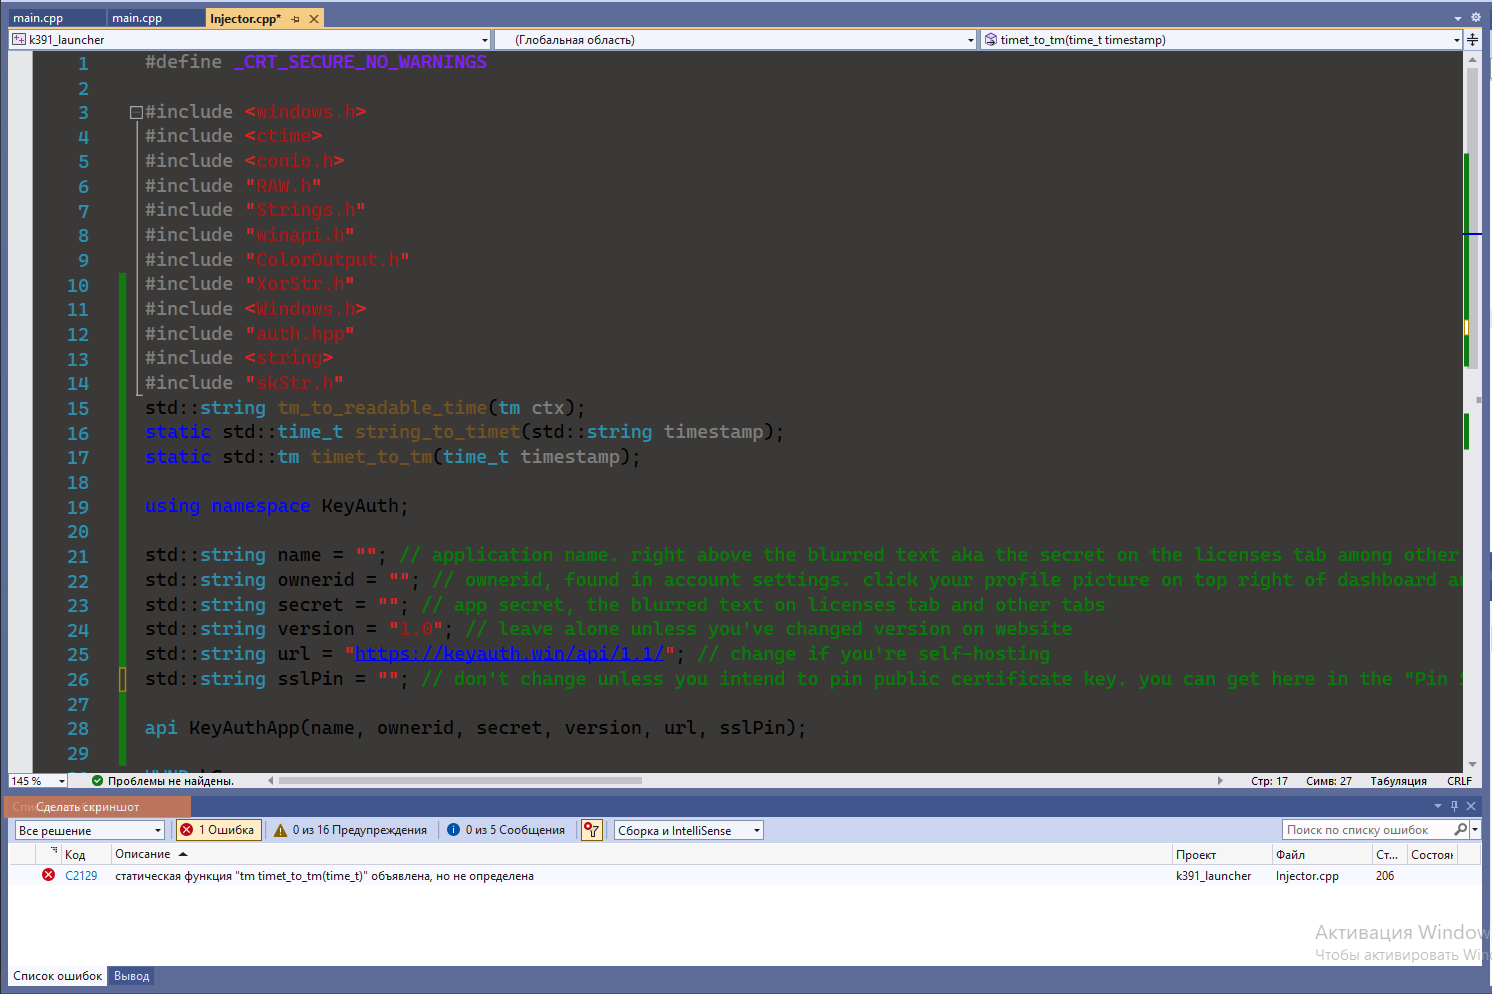 main.cpp main.cpp Injector.cpp*
k391_launcher (Глобальная область) timet_to_tm(time_t timestamp)
1 #define _CRT_SECURE_NO_WARNINGS
2
3 #include <windows.h>
4 #include <ctime>
5 #include <conio.h>
6 #include "RAW.h"
7 #include "Strings.h"
8 #include "winapi.h"
9 #include "ColorOutput.h"
10 #include "XorStr.h"
11 #include <Windows.h>
12 #include "auth.hpp"
13 #include <string>
14 #include "skStr.h"
15 std::string tm_to_readable_time(tm ctx);
16 static std::time_t string_to_timet(std::string timestamp);
17 static std::tm timet_to_tm(time_t timestamp);
18
19 using namespace KeyAuth;
20
21 std::string name = ""; // application name. right above the blurred text aka the secret on the licenses tab among other
22 std::string ownerid = ""; // ownerid, found in account settings. click your profile picture on top right of dashboard a
23 std::string secret = ""; // app secret, the blurred text on licenses tab and other tabs
24 std::string version = "1.0"; // leave alone unless you've changed version on website
25 std::string url = "https://keyauth.win/api/1.1/"; // change if you're self-hosting
26 std::string sslPin = ""; // don't change unless you intend to pin public certificate key. you can get here in the "Pin
27
28 api KeyAuthApp(name, ownerid, secret, version, url, sslPin);
29
145 % Проблемы не найдены. Стр: 17 Симв: 27 Табуляция CRLF
Сделать скриншот
Все решение 1 Ошибка 0 из 16 Предупреждения 0 из 5 Сообщения Сборка и IntelliSense Поиск по списку ошибок
Код Описание Проект Файл Ст... Состоян
C2129 статическая функция "tm timet_to_tm(time_t)" объявлена, но не определена k391_launcher Injector.cpp 206
Активация Window
Чтобы активировать Win
Список ошибок Вывод